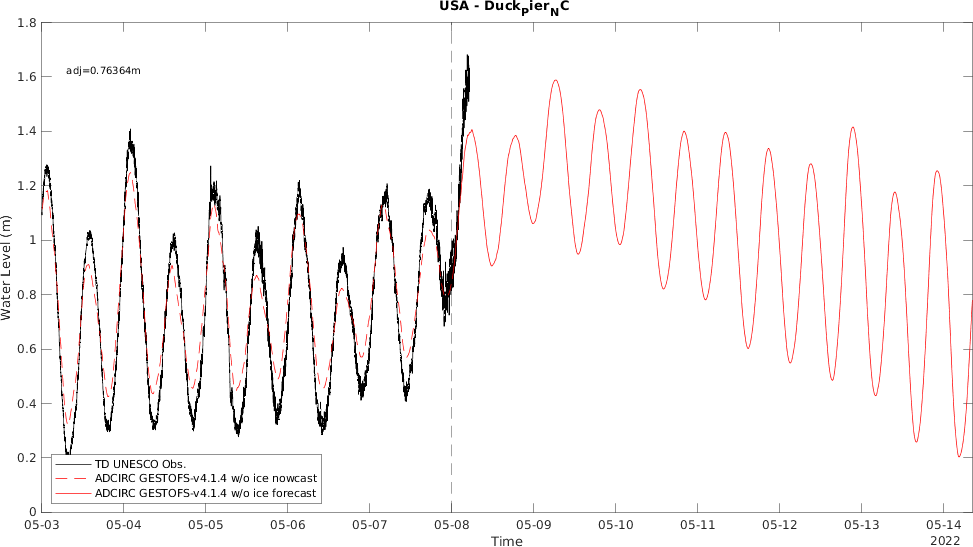 USA - DuckPierNC
1.8
1.6
adj=0.76364m
1.4
1.2
1
0.8
0.6
0.4
0.2
0
Water Level (m)
TD UNESCO Obs.
ADCIRC GESTOFS-v4.1.4 w/o ice nowcast
ADCIRC GESTOFS-v4.1.4 w/o ice forecast
05-03 05-04 05-05 05-06 05-07 05-08 05-09 05-10 05-11 05-12 05-13 05-14
Time
2022